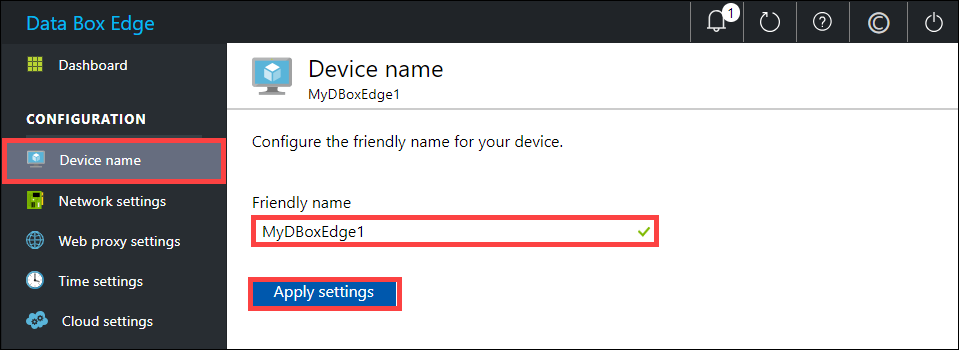 Data Box Edge
1
?
©
Dashboard
CONFIGURATION
Device name
Network settings
Web proxy settings
Time settings
Cloud settings
Device name
MyDBoxEdge1
Configure the friendly name for your device.
Friendly name
MyDBoxEdge1
Apply settings